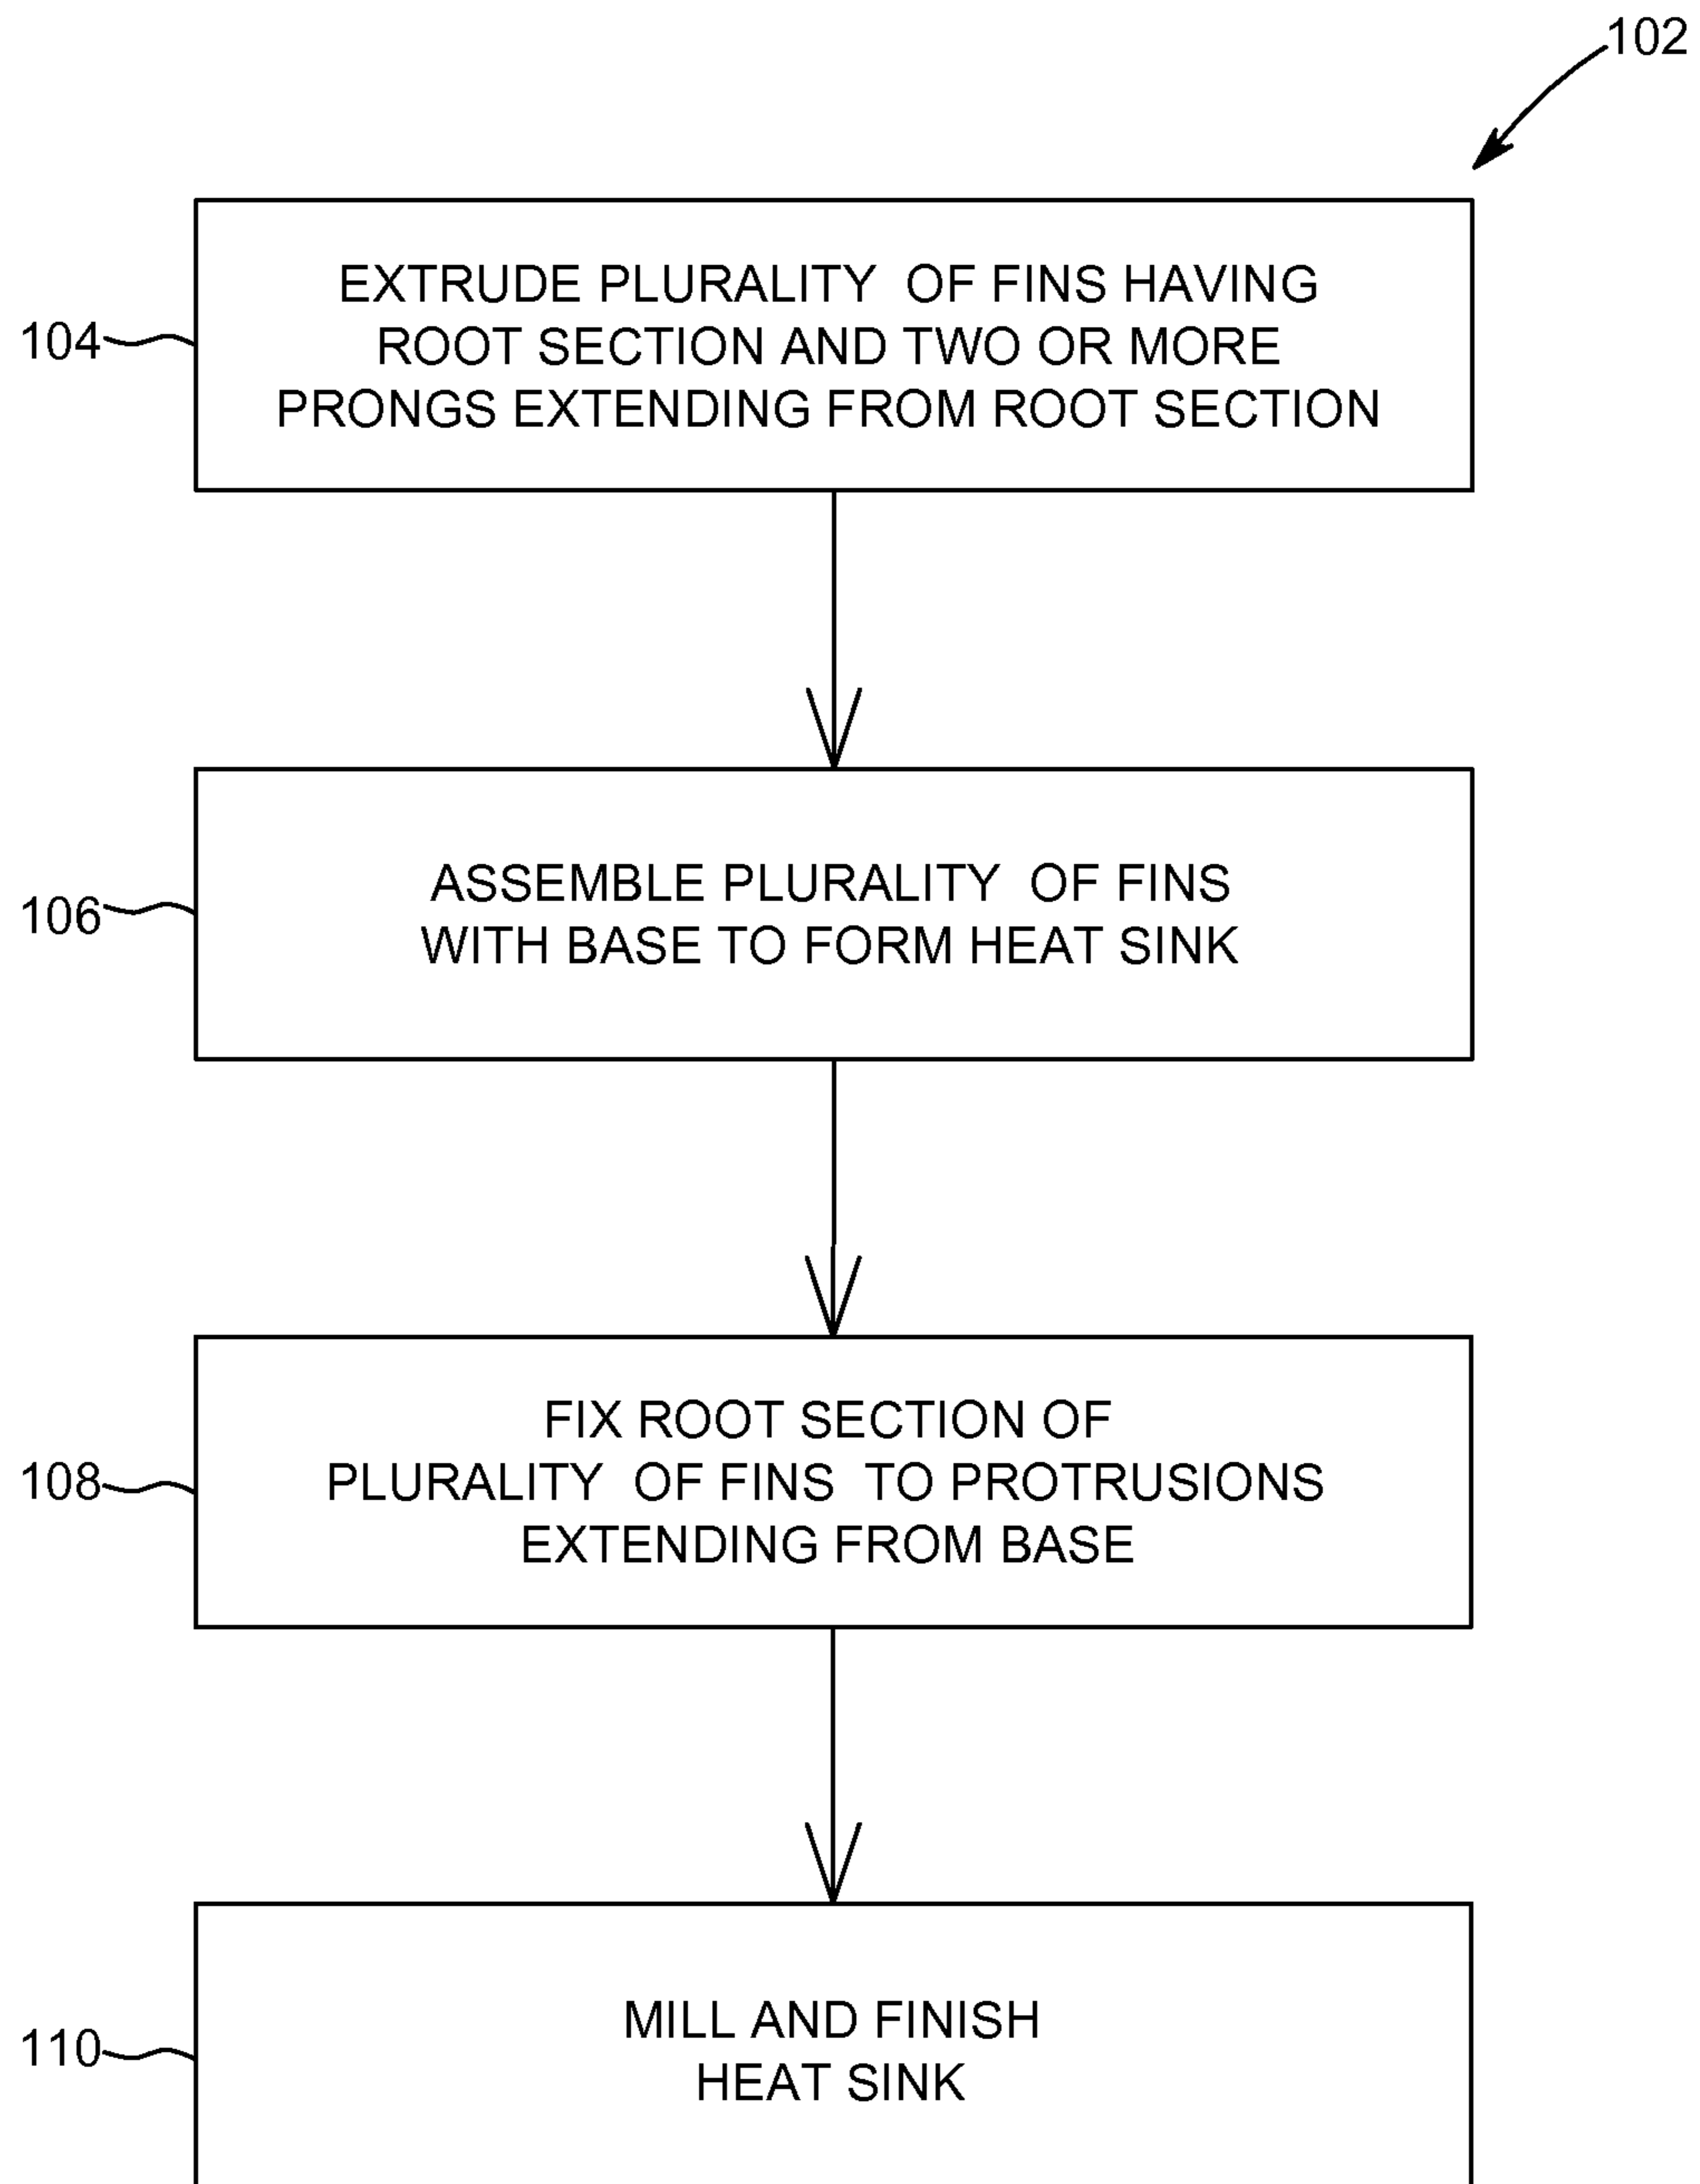 102
EXTRUDE PLURALITY OF FINS HAVING
104
ROOT SECTION AND TWO OR MORE
PRONGS EXTENDING FROM ROOT SECTION
ASSEMBLE PLURALITY OF FINS
106
WITH BASE TO FORM HEAT SINK
FIX ROOT SECTION OF
108
PLURALITY OF FINS TO PROTRUSIONS
EXTENDING FROM BASE
MILL AND FINISH
110
HEAT SINK